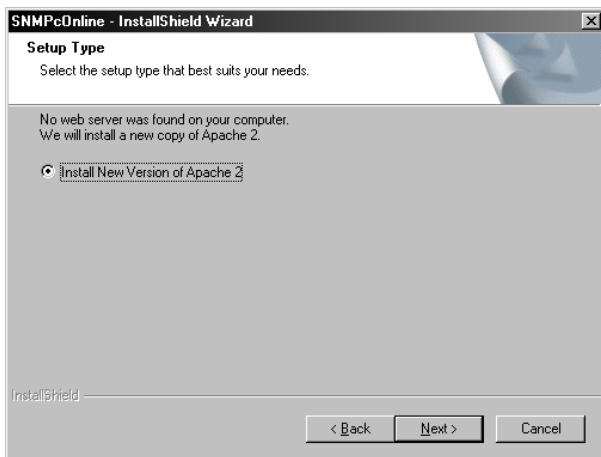 SNMPcOnline - InstallShield Wizard
Setup Type
Select the setup type that best suits your needs.
No web server was found on your computer.
We will install a new copy of Apache 2.
Install New Version of Apache 2
InstallShield
< Back
Next >
Cancel